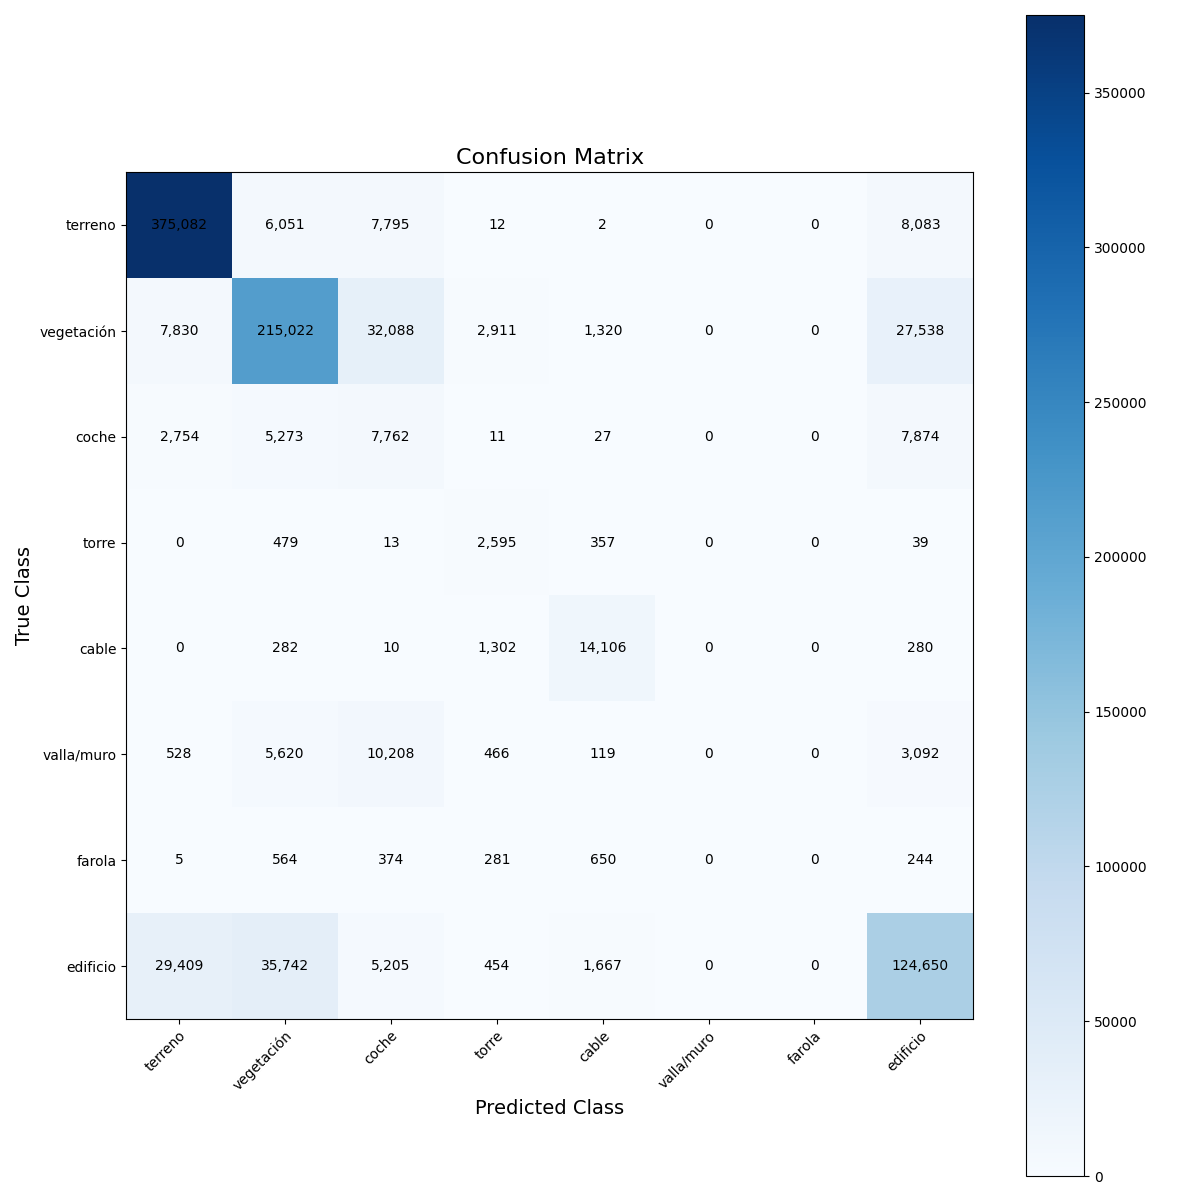 Confusion Matrix
True Class
terreno 375,082 6,051 7,795 12 2 0 0 8,083
vegetación 7,830 215,022 32,088 2,911 1,320 0 0 27,538
coche 2,754 5,273 7,762 11 27 0 0 7,874
torre 0 479 13 2,595 357 0 0 39
cable 0 282 10 1,302 14,106 0 0 280
valla/muro 528 5,620 10,208 466 119 0 0 3,092
farola 5 564 374 281 650 0 0 244
edificio 29,409 35,742 5,205 454 1,667 0 0 124,650
terreno vegetación coche torre cable valla/muro farola edificio
Predicted Class
350000
300000
250000
200000
150000
100000
50000
0